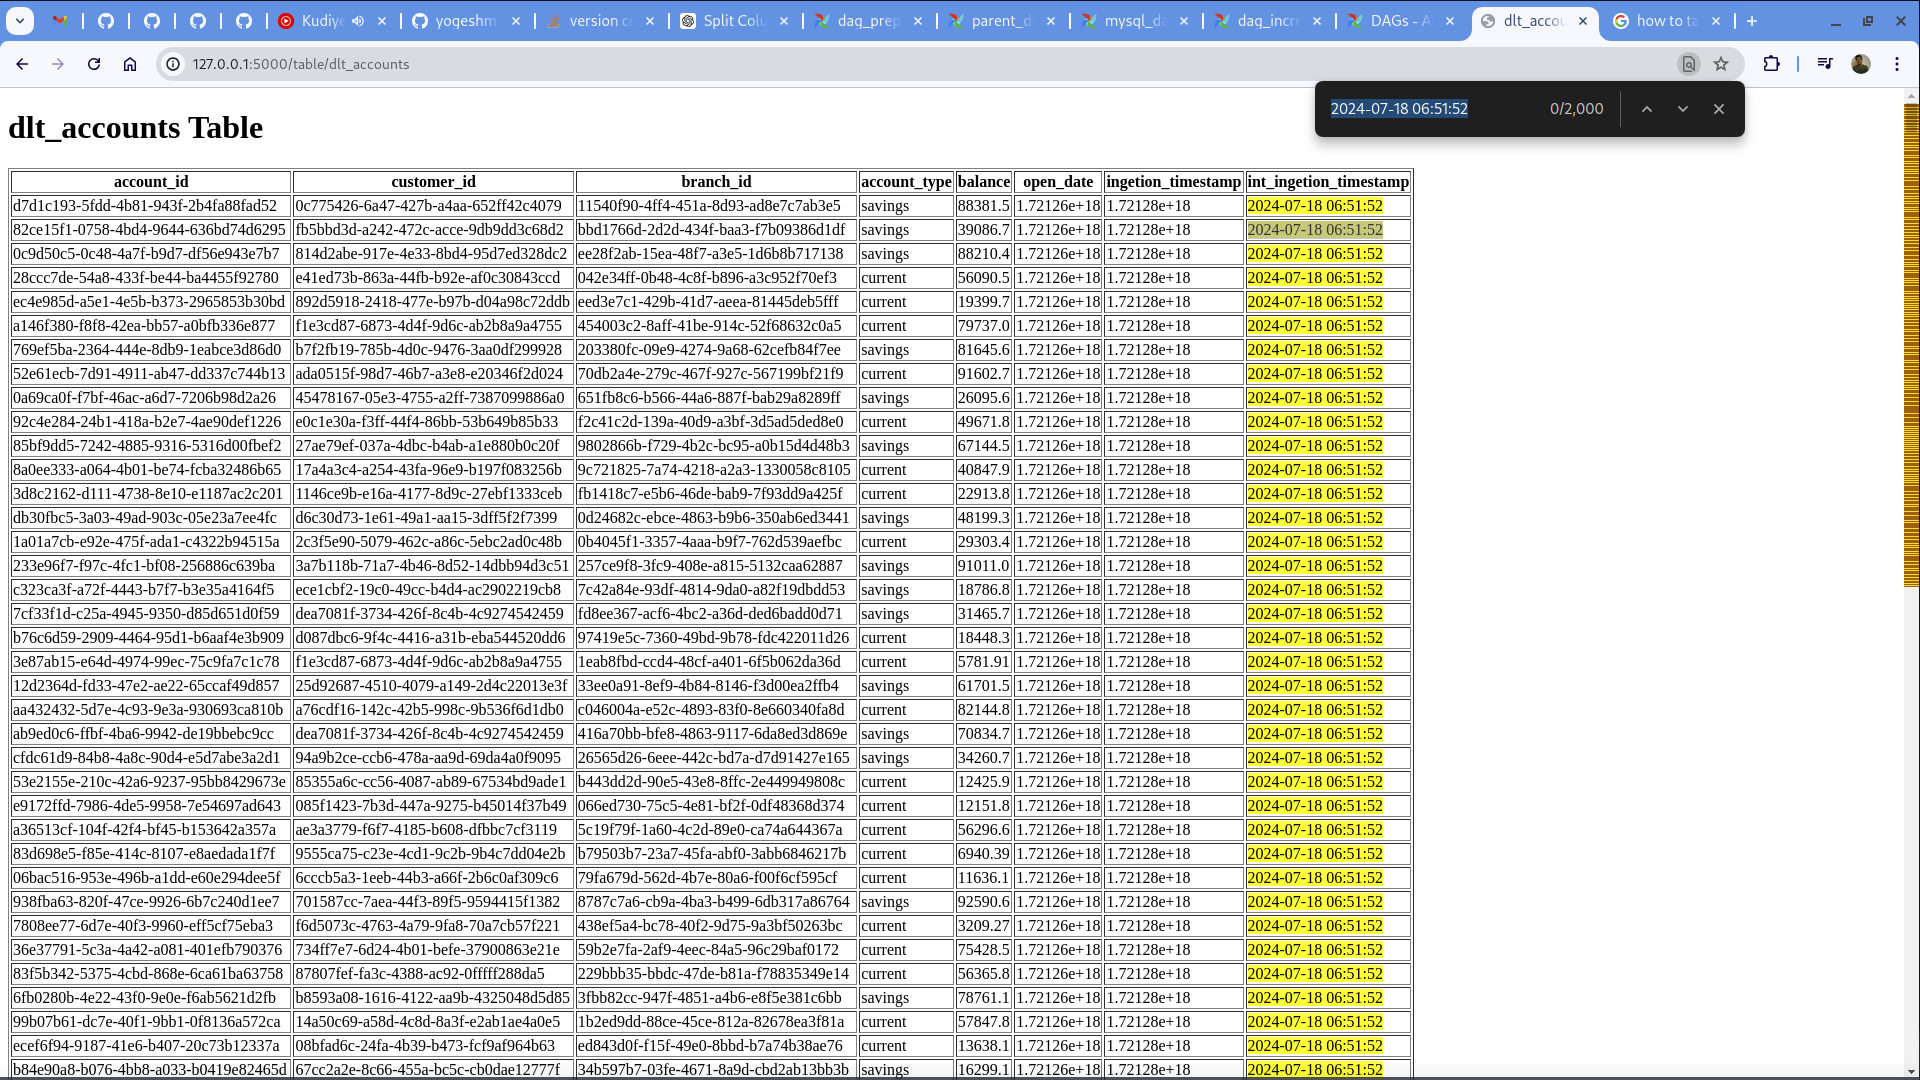 Kudiye
yogeshm
version c
Split Colu
dag_prep
parent_d
mysql_da
dag_incr
DAGs - A
dlt_accou
how to ta
127.0.0.1:5000/table/dlt_accounts
2024-07-18 06:51:52 0/2,000
dlt_accounts Table
account_id customer_id branch_id account_type balance open_date ingetion_timestamp int_ingetion_timestamp
d7d1c193-5fdd-4b81-943f-2b4fa88fad52 0c775426-6a47-427b-a4aa-652ff42c4079 11540f90-4ff4-451a-8d93-ad8e7c7ab3e5 savings 88381.5 1.72126e+18 1.72128e+18 2024-07-18 06:51:52
82ce15f1-0758-4bd4-9644-636bd74d6295 fb5bbd3d-a242-472c-acce-9db9dd3c68d2 bbd1766d-2d2d-434f-baa3-f7b09386d1df savings 39086.7 1.72126e+18 1.72128e+18 2024-07-18 06:51:52
0c9d50c5-0c48-4a7f-b9d7-df56e943e7b7 814d2abe-917e-4e33-8bd4-95d7ed328dc2 ee28f2ab-15ea-48f7-a3e5-1d6b8b717138 savings 88210.4 1.72126e+18 1.72128e+18 2024-07-18 06:51:52
28ccc7de-54a8-433f-be44-ba4455f92780 e41ed73b-863a-44fb-b92e-af0c30843ccd 042e34ff-0b48-4c8f-b896-a3c952f70ef3 current 56090.5 1.72126e+18 1.72128e+18 2024-07-18 06:51:52
ec4e985d-a5e1-4e5b-b373-2965853b30bd 892d5918-2418-477e-b97b-d04a98c72ddb eed3e7c1-429b-41d7-aeea-81445deb5fff current 19399.7 1.72126e+18 1.72128e+18 2024-07-18 06:51:52
a146f380-f8f8-42ea-bb57-a0bfb336e877 f1e3cd87-6873-4d4f-9d6c-ab2b8a9a4755 454003c2-8aff-41be-914c-52f68632c0a5 current 79737.0 1.72126e+18 1.72128e+18 2024-07-18 06:51:52
769ef5ba-2364-444e-8db9-1eabce3d86d0 b7f2fb19-785b-4d0c-9476-3aa0df299928 203380fc-09e9-4274-9a68-62cefb84f7ee savings 81645.6 1.72126e+18 1.72128e+18 2024-07-18 06:51:52
52e61ecb-7d91-4911-ab47-dd337c744b13 ada0515f-98d7-46b7-a3e8-e20346f2d024 70db2a4e-279c-467f-927c-567199bf21f9 current 91602.7 1.72126e+18 1.72128e+18 2024-07-18 06:51:52
0a69ca0f-f7bf-46ac-a6d7-7206b98d2a26 45478167-05e3-4755-a2ff-7387099886a0 651fb8c6-b566-44a6-887f-bab29a8289ff savings 26095.6 1.72126e+18 1.72128e+18 2024-07-18 06:51:52
92c4e284-24b1-418a-b2e7-4ae90def1226 e0c1e30a-f3ff-44f4-86bb-53b649b85b33 f2c41c2d-139a-40d9-a3bf-3d5ad5ded8e0 current 49671.8 1.72126e+18 1.72128e+18 2024-07-18 06:51:52
85bf9dd5-7242-4885-9316-5316d00fbef2 27ae79ef-037a-4dbc-b4ab-a1e880b0c20f 9802866b-f729-4b2c-bc95-a0b15d4d48b3 savings 67144.5 1.72126e+18 1.72128e+18 2024-07-18 06:51:52
8a0ee333-a064-4b01-be74-fcba32486b65 17a4a3c4-a254-43fa-96e9-b197f083256b 9c721825-7a74-4218-a2a3-1330058c8105 current 40847.9 1.72126e+18 1.72128e+18 2024-07-18 06:51:52
3d8c2162-d111-4738-8e10-e1187ac2c201 1146ce9b-e16a-4177-8d9c-27ebf1333ceb fb1418c7-e5b6-46de-bab9-7f93dd9a425f current 22913.8 1.72126e+18 1.72128e+18 2024-07-18 06:51:52
db30fbc5-3a03-49ad-903c-05e23a7ee4fc d6c30d73-1e61-49a1-aa15-3dff5f2f7399 0d24682c-ebce-4863-b9b6-350ab6ed3441 savings 48199.3 1.72126e+18 1.72128e+18 2024-07-18 06:51:52
1a01a7cb-e92e-475f-ada1-c4322b94515a 2c3f5e90-5079-462c-a86c-5ebc2ad0c48b 0b4045f1-3357-4aaa-b9f7-762d539aefbc current 29303.4 1.72126e+18 1.72128e+18 2024-07-18 06:51:52
233e96f7-f97c-4fc1-bf08-256886c639ba 3a7b118b-71a7-4b46-8d52-14dbb94d3c51 257ce9f8-3fc9-408e-a815-5132caa62887 savings 91011.0 1.72126e+18 1.72128e+18 2024-07-18 06:51:52
c323ca3f-a72f-4443-b7f7-b3e35a4164f5 ece1cbf2-19c0-49cc-b4d4-ac2902219cb8 7c42a84e-93df-4814-9da0-a82f19dbdd53 savings 18786.8 1.72126e+18 1.72128e+18 2024-07-18 06:51:52
7cf33f1d-c25a-4945-9350-d85d651d0f59 dea7081f-3734-426f-8c4b-4c9274542459 fd8ee367-acf6-4bc2-a36d-ded6badd0d71 savings 31465.7 1.72126e+18 1.72128e+18 2024-07-18 06:51:52
b76c6d59-2909-4464-95d1-b6aaf4e3b909 d087dbc6-9f4c-4416-a31b-eba544520dd6 97419e5c-7360-49bd-9b78-fdc422011d26 current 18448.3 1.72126e+18 1.72128e+18 2024-07-18 06:51:52
3e87ab15-e64d-4974-99ec-75c9fa7c1c78 f1e3cd87-6873-4d4f-9d6c-ab2b8a9a4755 1eab8fbd-ccd4-48cf-a401-6f5b062da36d current 5781.91 1.72126e+18 1.72128e+18 2024-07-18 06:51:52
12d2364d-fd33-47e2-ae22-65ccaf49d857 25d92687-4510-4079-a149-2d4c22013e3f 33ee0a91-8ef9-4b84-8146-f3d00ea2ffb4 savings 61701.5 1.72126e+18 1.72128e+18 2024-07-18 06:51:52
aa432432-5d7e-4c93-9e3a-930693ca810b a76cdf16-142c-42b5-998c-9b536f6d1db0 c046004a-e52c-4893-83f0-8e660340fa8d current 82144.8 1.72126e+18 1.72128e+18 2024-07-18 06:51:52
ab9ed0c6-ffbf-4ba6-9942-de19bbebc9cc dea7081f-3734-426f-8c4b-4c9274542459 416a70bb-bfe8-4863-9117-6da8ed3d869e savings 70834.7 1.72126e+18 1.72128e+18 2024-07-18 06:51:52
cfdc61d9-84b8-4a8c-90d4-e5d7abe3a2d1 94a9b2ce-ccb6-478a-aa9d-69da4a0f9095 26565d26-6eee-442c-bd7a-d7d91427e165 savings 34260.7 1.72126e+18 1.72128e+18 2024-07-18 06:51:52
53e2155e-210c-42a6-9237-95bb8429673e 85355a6c-cc56-4087-ab89-67534bd9ade1 b443dd2d-90e5-43e8-8ffc-2e449949808c current 12425.9 1.72126e+18 1.72128e+18 2024-07-18 06:51:52
e9172ffd-7986-4de5-9958-7e54697ad643 085f1423-7b3d-447a-9275-b45014f37b49 066ed730-75c5-4e81-bf2f-0df48368d374 current 12151.8 1.72126e+18 1.72128e+18 2024-07-18 06:51:52
a36513cf-104f-42f4-bf45-b153642a357a ae3a3779-f6f7-4185-b608-dfbbc7cf3119 5c19f79f-1a60-4c2d-89e0-ca74a644367a current 56296.6 1.72126e+18 1.72128e+18 2024-07-18 06:51:52
83d698e5-f85e-414c-8107-e8aedada1f7f 9555ca75-c23e-4cd1-9c2b-9b4c7dd04e2b b79503b7-23a7-45fa-abf0-3abb6846217b current 6940.39 1.72126e+18 1.72128e+18 2024-07-18 06:51:52
06bac516-953e-496b-a1dd-e60e294dee5f 6cccb5a3-1eeb-44b3-a66f-2b6c0af309c6 79fa679d-562d-4b7e-80a6-f00f6cf595cf current 11636.1 1.72126e+18 1.72128e+18 2024-07-18 06:51:52
938fba63-820f-47ce-9926-6b7c240d1ee7 701587cc-7aea-44f3-89f5-9594415f1382 8787c7a6-cb9a-4ba3-b499-6db317a86764 savings 92590.6 1.72126e+18 1.72128e+18 2024-07-18 06:51:52
7808ee77-6d7e-40f3-9960-eff5cf75eba3 f6d5073c-4763-4a79-9fa8-70a7cb57f221 438ef5a4-bc78-40f2-9d75-9a3bf50263bc current 3209.27 1.72126e+18 1.72128e+18 2024-07-18 06:51:52
36e37791-5c3a-4a42-a081-401efb790376 734ff7e7-6d24-4b01-befe-37900863e21e 59b2e7fa-2af9-4eec-84a5-96c29baf0172 current 75428.5 1.72126e+18 1.72128e+18 2024-07-18 06:51:52
83f5b342-5375-4cbd-868e-6ca61ba63758 87807fef-fa3c-4388-ac92-0fffff288da5 229bbb35-bbdc-47de-b81a-f78835349e14 current 56365.8 1.72126e+18 1.72128e+18 2024-07-18 06:51:52
6fb0280b-4e22-43f0-9e0e-f6ab5621d2fb b8593a08-1616-4122-aa9b-4325048d5d85 3fbb82cc-947f-4851-a4b6-e8f5e381c6bb savings 78761.1 1.72126e+18 1.72128e+18 2024-07-18 06:51:52
99b07b61-dc7e-40f1-9bb1-0f8136a572ca 14a50c69-a58d-4c8d-8a3f-e2ab1ae4a0e5 1b2ed9dd-88ce-45ce-812a-82678ea3f81a current 57847.8 1.72126e+18 1.72128e+18 2024-07-18 06:51:52
ecef6f94-9187-41e6-b407-20c73b12337a 08bfad6c-24fa-4b39-b473-fcf9af964b63 ed843d0f-f15f-49e0-8bbd-b7a74b38ae76 current 13638.1 1.72126e+18 1.72128e+18 2024-07-18 06:51:52
b84e90a8-b076-4bb8-a033-b0419e82465d 67cc2a2e-8c66-455a-bc5c-cb0dae12777f 34b597b7-03fe-4671-8a9d-cbd2ab13bb3b savings 16299.1 1.72126e+18 1.72128e+18 2024-07-18 06:51:52